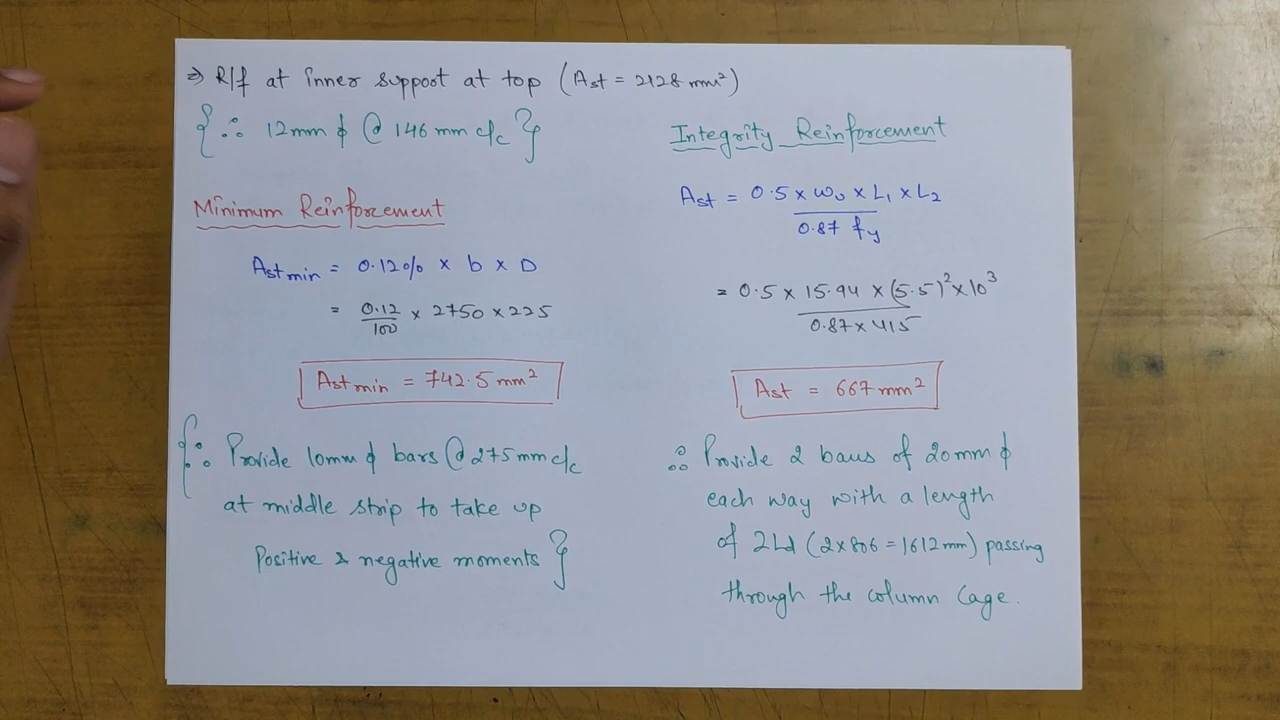 ⇒ R/f at inner support at top (Ast = 2128 mm²)
{∴ 12mm ϕ @ 146 mm c/c}
Minimum Reinforcement
Ast min = 0.12% × b × D
= 0.12/100 × 2750 × 225
Ast min = 742.5 mm²
{∴ Provide 10mm ϕ bars @ 275 mm c/c
at middle strip to take up
Positive & negative moments}
Integrity Reinforcement
Ast = 0.5 × w₀ × L₁ × L₂
0.87 fy
= 0.5 × 15.94 × (5.5)² × 10³
0.87 × 415
Ast = 667 mm²
∴ Provide 2 bars of 20mm ϕ
each way with a length
of 2Ld (2×806 = 1612 mm) passing
through the column cage.